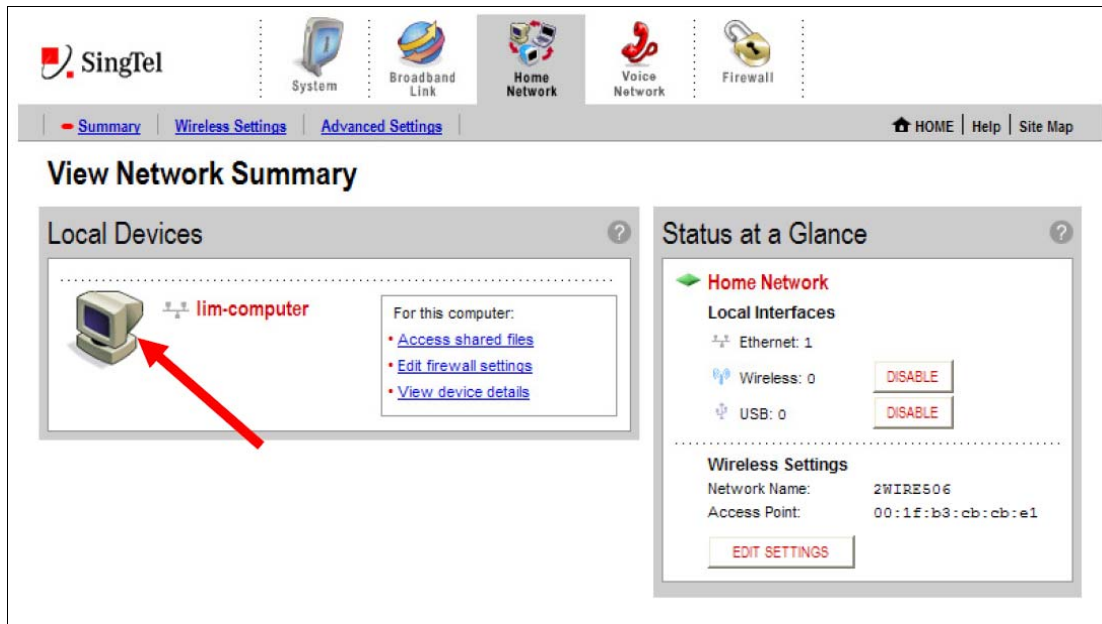 SingTel
System
Broadband
Link
Home
Network
Voice
Network
Firewall
Summary | Wireless Settings | Advanced Settings |
HOME | Help | Site Map
View Network Summary
Local Devices
?
lim-computer
For this computer:
• Access shared files
• Edit firewall settings
• View device details
Status at a Glance
?
Home Network
Local Interfaces
Ethernet: 1
Wireless: 0 DISABLE
USB: 0 DISABLE
Wireless Settings
Network Name: 2WIRE506
Access Point: 00:1f:b3:cb:cb:e1
EDIT SETTINGS